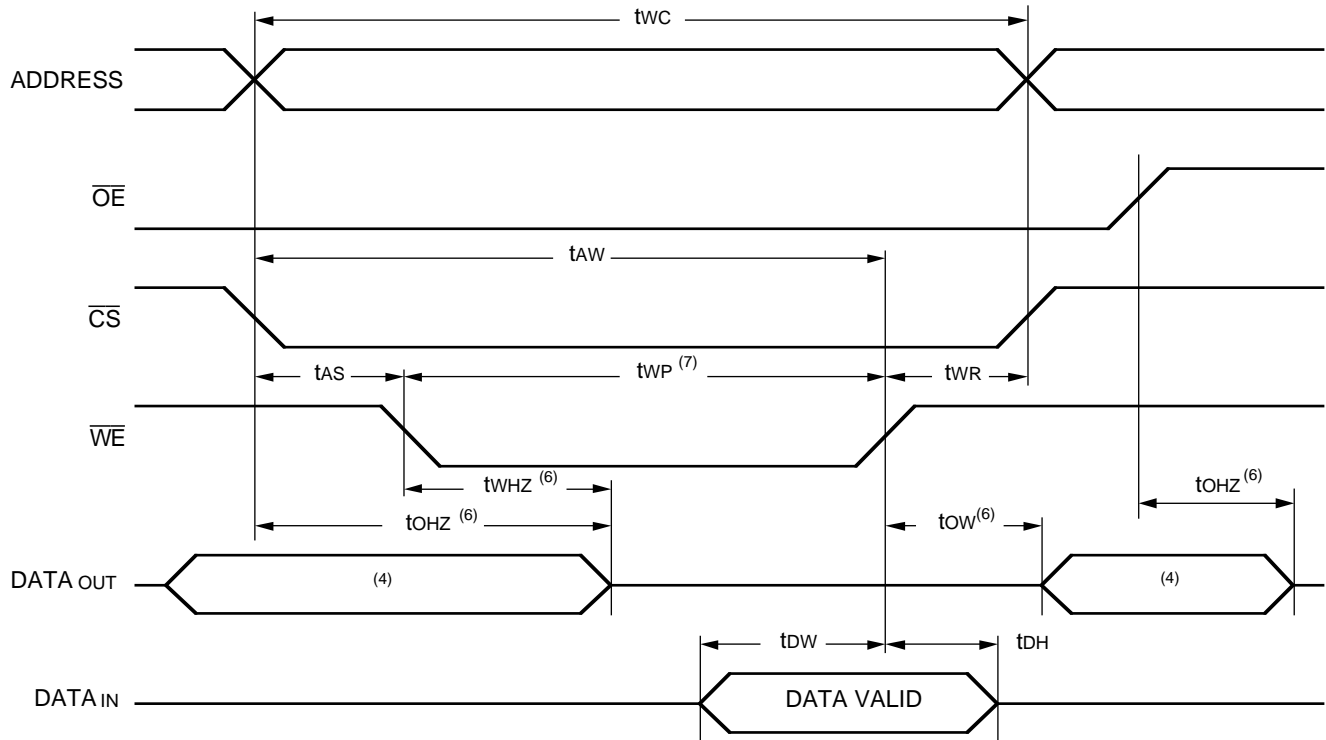 tWC
ADDRESS
OE
tAW
CS
tAS
tWP (7)
tWR
WE
tWHZ (6)
tOHZ (6)
tOHZ (6)
tOW(6)
DATA OUT
(4)
(4)
tDW
tDH
DATA IN
DATA VALID